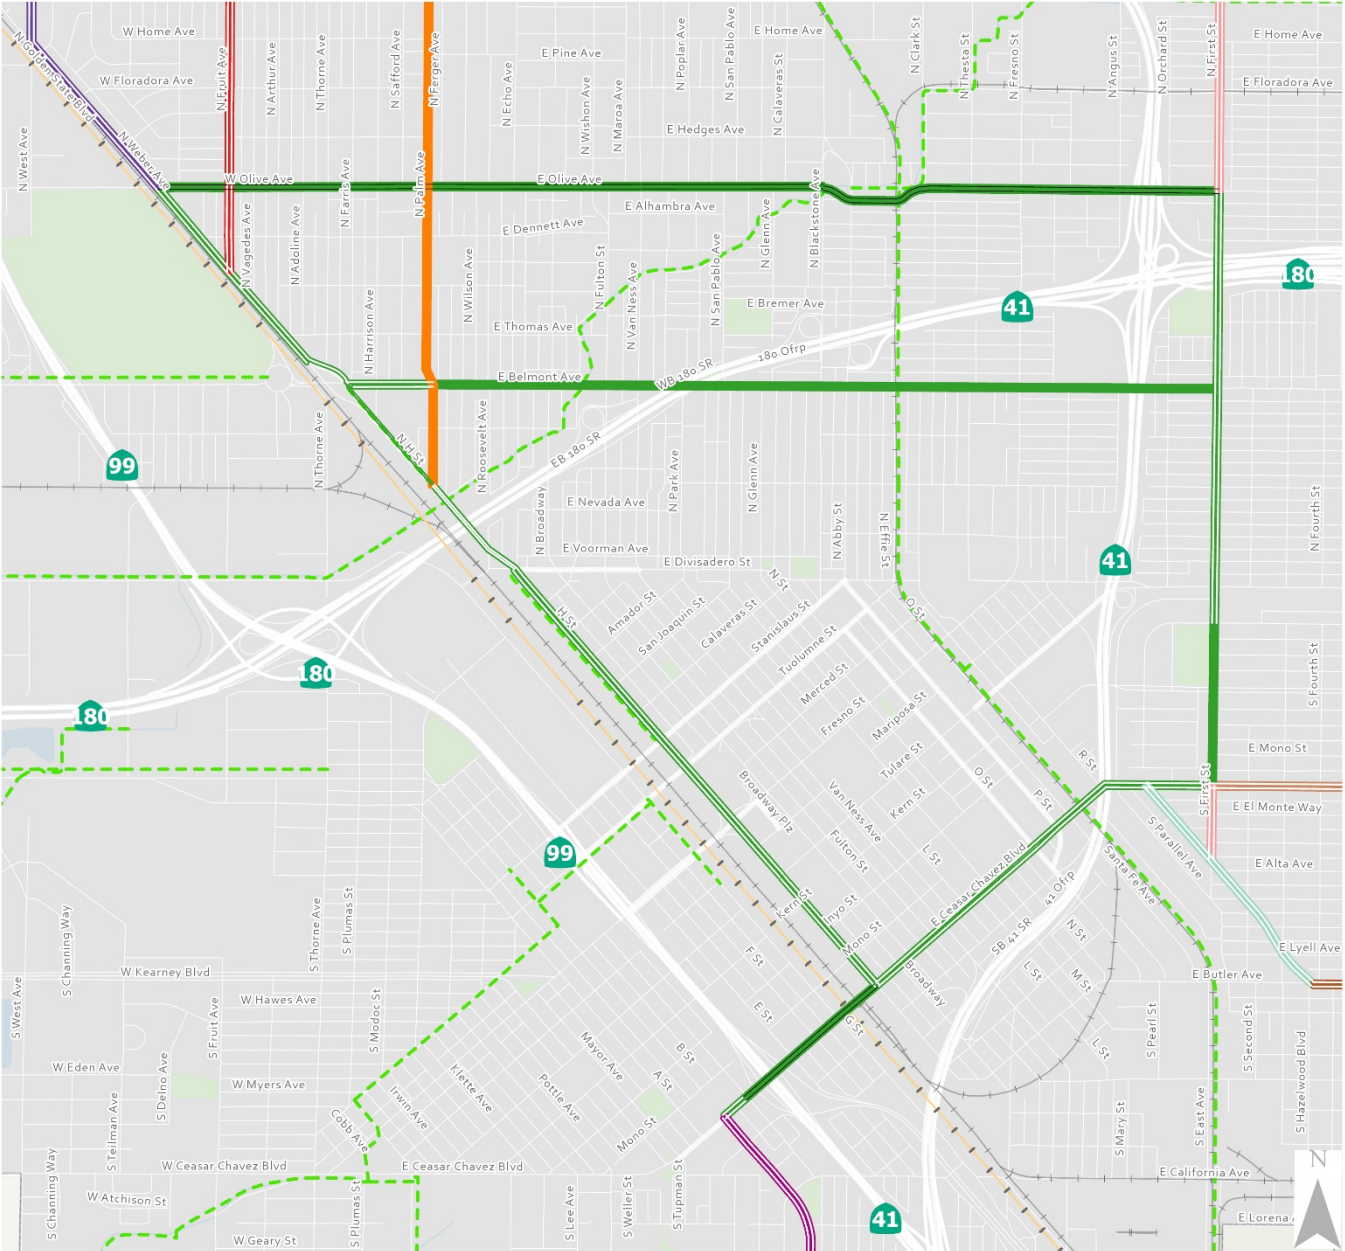 W Home Ave
E Home Ave
E Home Ave
N Golden State Blvd
N Fruit Ave
N Arthur Ave
N Thorne Ave
N Safford Ave
N Ferger Ave
E Pine Ave
N Poplar Ave
N San Pablo Ave
N Calaveras St
N Clark St
N Thesta St
N Fresno St
N Angus St
N Orchard St
N First St
W Floradora Ave
E Floradora Ave
N Echo Ave
N Wishon Ave
N Maroa Ave
E Hedges Ave
N West Ave
N Weber Ave
W Olive Ave
E Olive Ave
N Farris Ave
N Palm Ave
N Blackstone Ave
E Alhambra Ave
N Vagedes Ave
N Adoline Ave
E Dennett Ave
N Glenn Ave
N Wilson Ave
N Fulton St
N Van Ness Ave
N San Pablo Ave
180
41
E Bremer Ave
N Harrison Ave
E Thomas Ave
180 Ofrp
WB 180 SR
E Belmont Ave
N Thorne Ave
N H St
N Roosevelt Ave
EB 180 SR
99
N Park Ave
N Glenn Ave
E Nevada Ave
N Broadway
N Abby St
N Effie St
N Fourth St
E Voorman Ave
E Divisadero St
41
N St
H St
Amador St
San Joaquin St
Calaveras St
Stanislaus St
Tuolumne St
Merced St
Fresno St
Mariposa St
Tulare St
Kern St
O St
180
180
S Fourth St
E Mono St
R St
O St
P St
S First St
E El Monte Way
Broadway Plz
Van Ness Ave
Fulton St
L St
S Parallel Ave
E Alta Ave
Santa Fe Ave
99
E Ceasar Chavez Blvd
41 Ofrp
Kern St
Inyo St
Mono St
S Channing Way
S Thorne Ave
S Plumas St
F St
Broadway
SB 41 SR
N St
M St
L St
E Lyell Ave
W Kearney Blvd
E Butler Ave
W Hawes Ave
S West Ave
S Fruit Ave
S Modoc St
E St
G St
S Pearl St
S Second St
S Hazelwood Blvd
L St
W Eden Ave
S Delno Ave
W Myers Ave
Mayor Ave
B St
A St
Klette Ave
Pottle Ave
Irwin Ave
Cobb Ave
Mono St
S Teilman Ave
S Mary St
S East Ave
W Ceasar Chavez Blvd
E Ceasar Chavez Blvd
E California Ave
N
S Channing Way
W Atchison St
S Plumas St
S Lee Ave
S Weller St
S Tupman St
41
W Geary St
E Lorena A